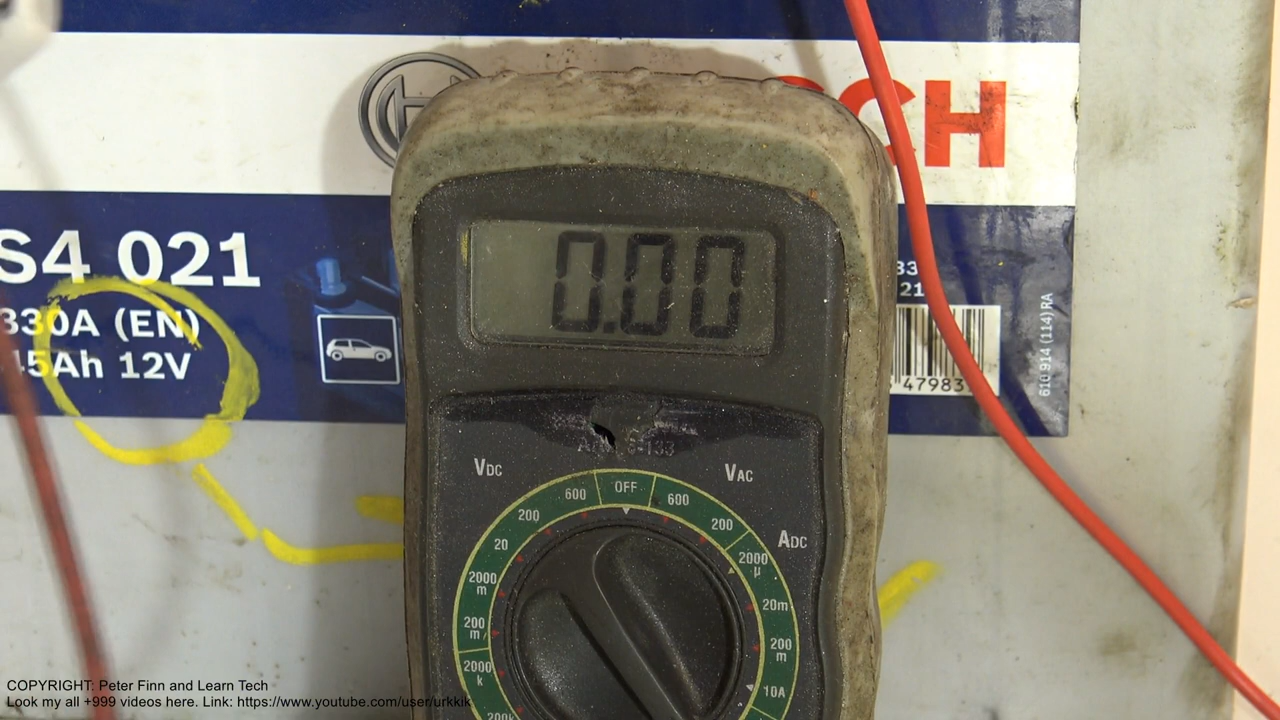 CH
S4 021
330A (EN)
45Ah 12V
33
21
47983
610 914 (114) RA
0.00
VDC
VAC
ADC
OFF
600
200
20
2000
m
200
m
2000
k
200k
600
200
2000
µ
20m
200
m
10A
COPYRIGHT: Peter Finn and Learn Tech
Look my all +999 videos here. Link: https://www.youtube.com/user/urkkik